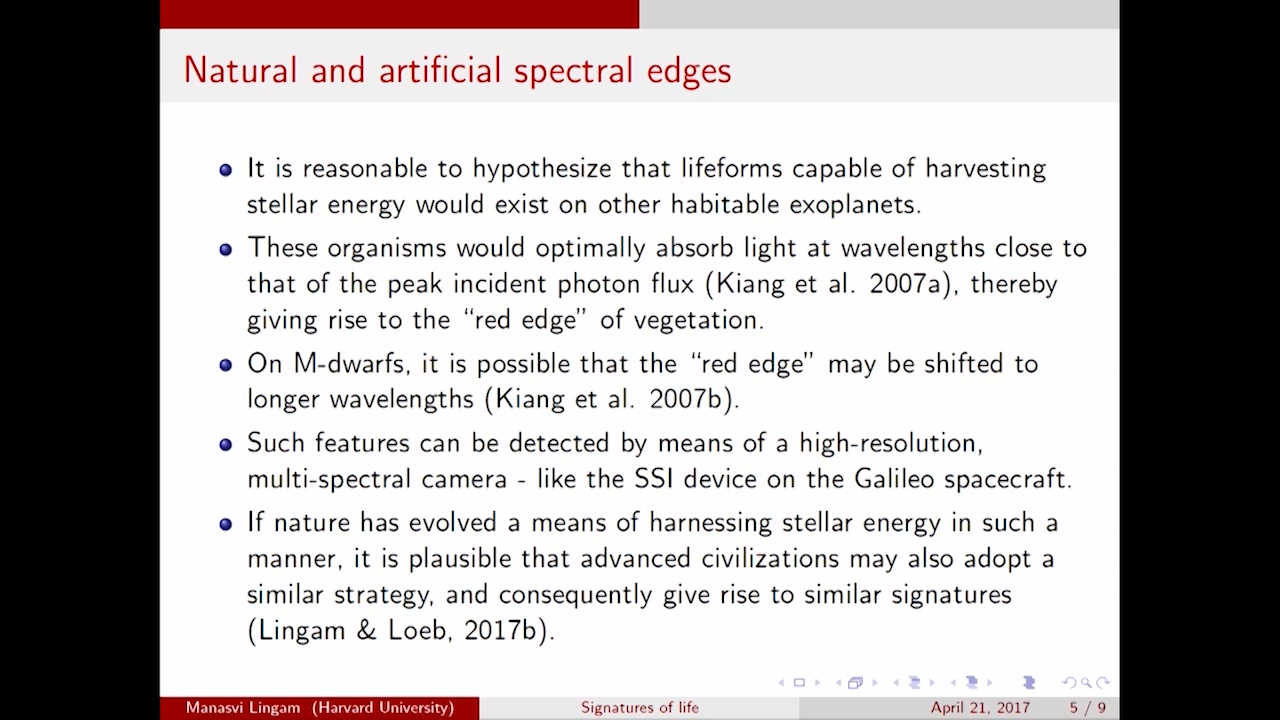 Natural and artificial spectral edges
It is reasonable to hypothesize that lifeforms capable of harvesting
stellar energy would exist on other habitable exoplanets.
These organisms would optimally absorb light at wavelengths close to
that of the peak incident photon flux (Kiang et al. 2007a), thereby
giving rise to the “red edge” of vegetation.
On M-dwarfs, it is possible that the “red edge” may be shifted to
longer wavelengths (Kiang et al. 2007b).
Such features can be detected by means of a high-resolution,
multi-spectral camera - like the SSI device on the Galileo spacecraft.
If nature has evolved a means of harnessing stellar energy in such a
manner, it is plausible that advanced civilizations may also adopt a
similar strategy, and consequently give rise to similar signatures
(Lingam & Loeb, 2017b).
Manasvi Lingam (Harvard University) Signatures of life April 21, 2017 5 / 9